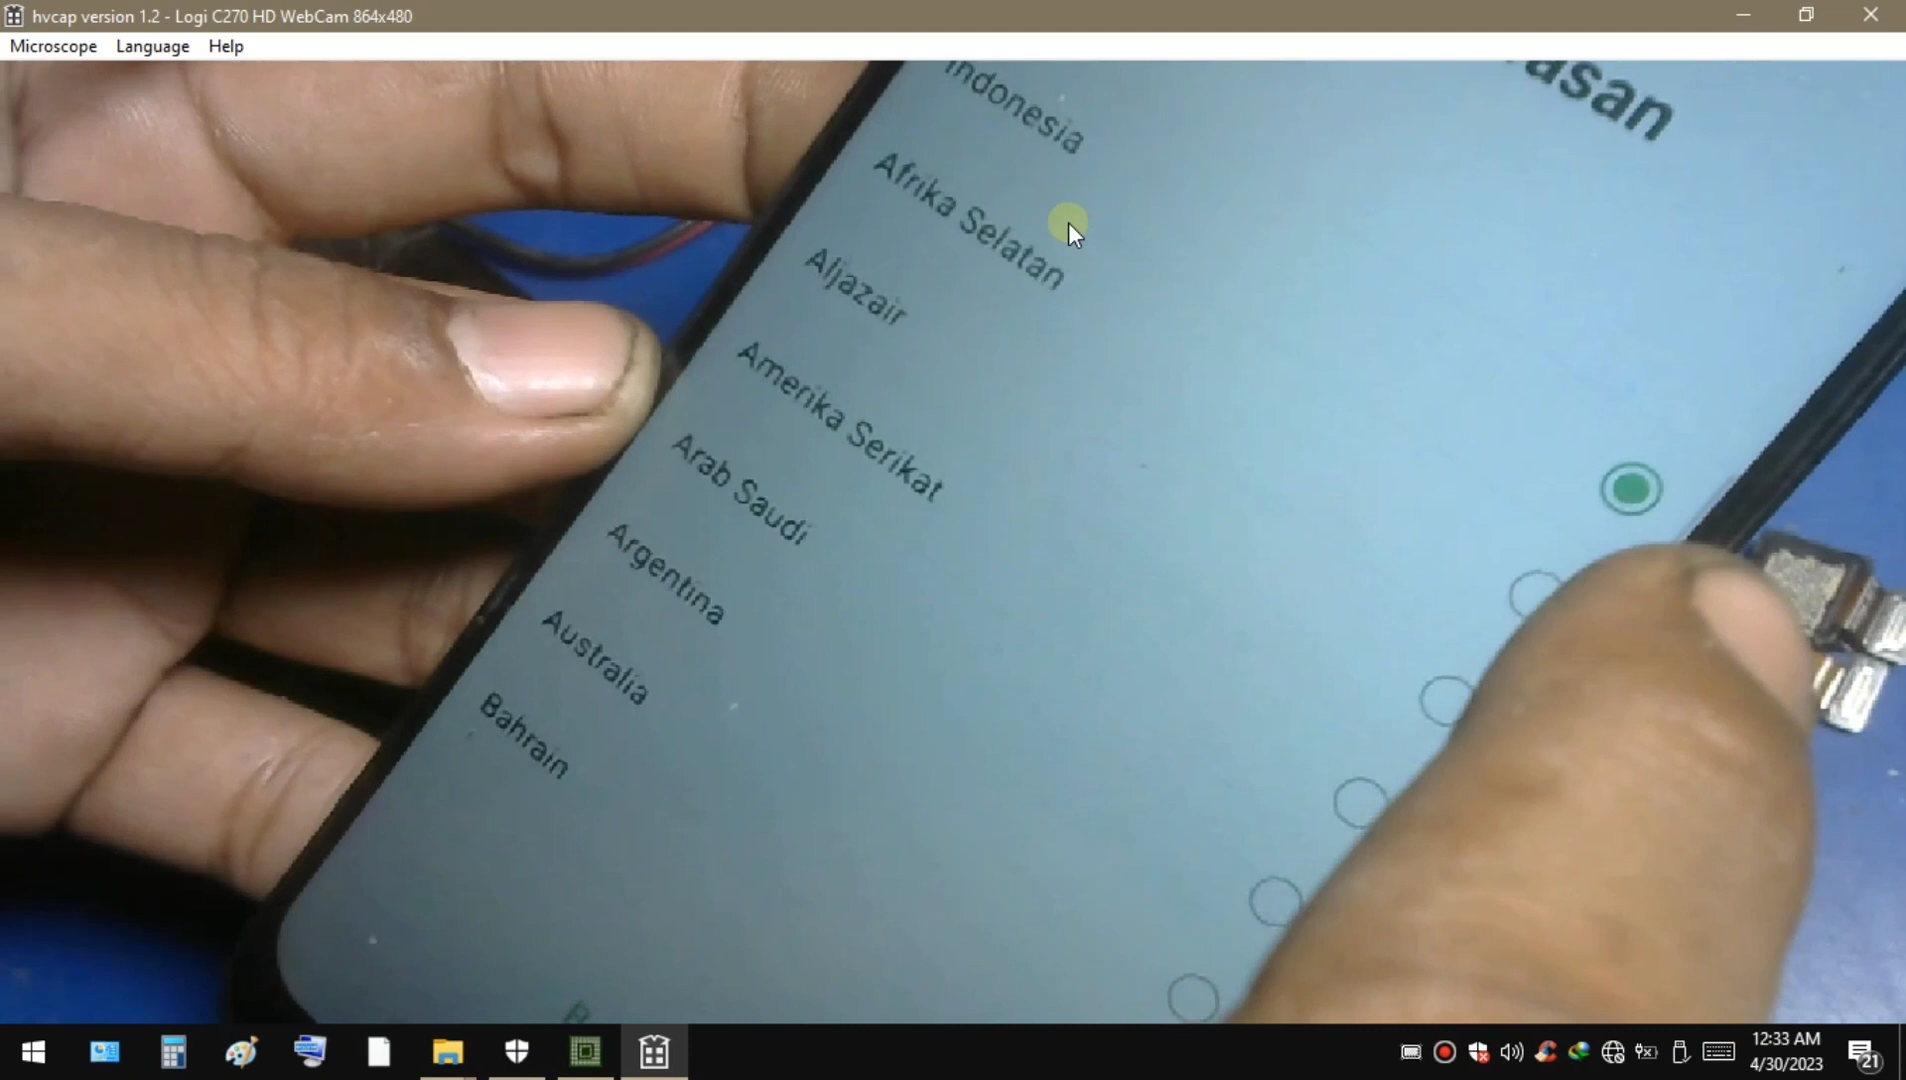 hvcap version 1.2 - Logi C270 HD WebCam 864x480
Microscope Language Help
asan
Indonesia
Afrika Selatan
Aljazair
Amerika Serikat
Arab Saudi
Argentina
Australia
Bahrain
12:33 AM
4/30/2023
21